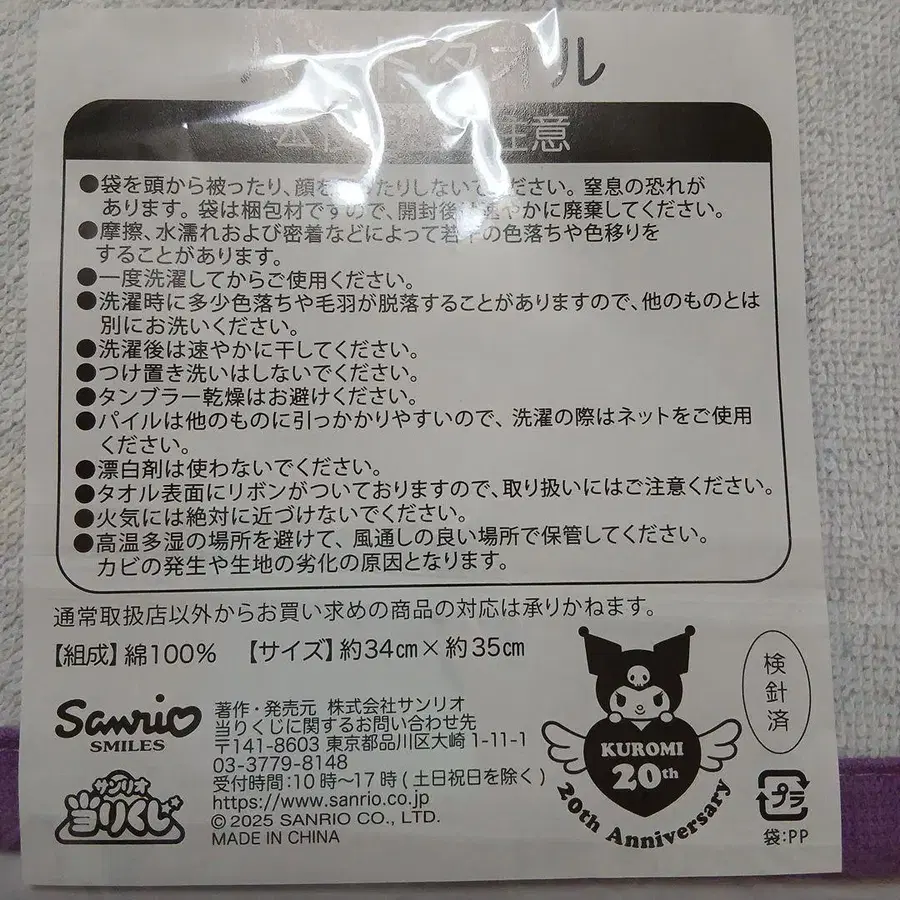 タオル
注意
●袋を頭から被ったり、顔を ったりしないでください。窒息の恐れが
あります。袋は梱包材ですので、開封後は速やかに廃棄してください。
●摩擦、水濡れおよび密着などによって若干の色落ちや色移りを
することがあります。
●一度洗濯してからご使用ください。
●洗濯時に多少色落ちや毛羽が脱落することがありますので、他のものとは
別にお洗いください。
●洗濯後は速やかに干してください。
●つけ置き洗いはしないでください。
●タンブラー乾燥はお避けください。
●パイルは他のものに引っかかりやすいので、洗濯の際はネットをご使用
ください。
●漂白剤は使わないでください。
●タオル表面にリボンがついておりますので、取り扱いにはご注意ください。
●火気には絶対に近づけないでください。
●高温多湿の場所を避けて、風通しの良い場所で保管してください。
カビの発生や生地の劣化の原因となります。
通常取扱店以外からお買い求めの商品の対応は承りかねます。
【組成】綿100% 【サイズ】約34cm×約35cm
Sanrio
SMILES
サンリオ
当りくじ
著作・発売元 株式会社サンリオ
当りくじに関するお問い合わせ先
〒141-8603 東京都品川区大崎1-11-1
03-3779-8148
受付時間:10時~17時(土日祝日を除く)
https://www.sanrio.co.jp
© 2025 SANRIO CO., LTD.
MADE IN CHINA
KUROMI
20th
20th Anniversary
検針済
プラ
袋:PP